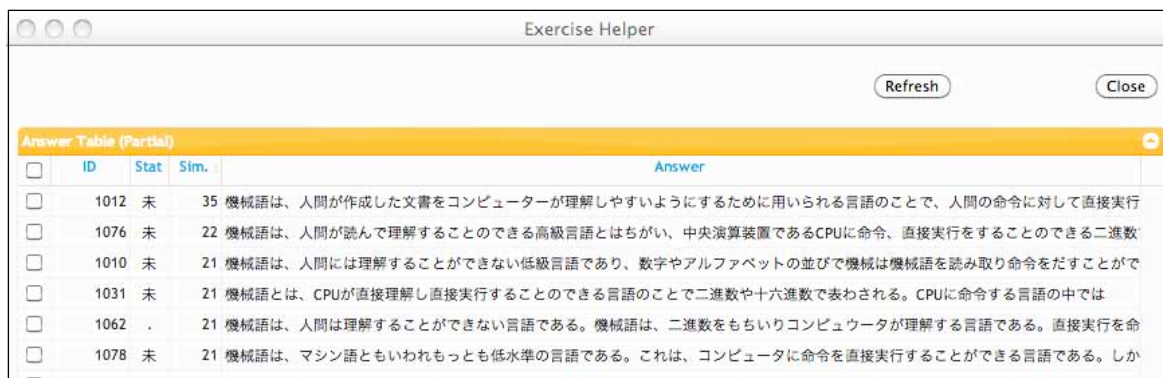 Exercise Helper
Refresh Close
Answer Table (Partial)
ID Stat Sim. Answer
1012 未 35 機械語は、人間が作成した文書をコンピューターが理解しやすいようにするために用いられる言語のことで、人間の命令に対して直接実行
1076 未 22 機械語は、人間が読んで理解することのできる高級言語とはちがい、中央演算装置であるCPUに命令、直接実行をすることのできる二進数
1010 未 21 機械語は、人間には理解することができない低級言語であり、数字やアルファベットの並びで機械は機械語を読み取り命令をだすことがで
1031 未 21 機械語とは、CPUが直接理解し直接実行することのできる言語のことで二進数や十六進数で表わされる。CPUに命令する言語の中では
1062 . 21 機械語は、人間は理解することができない言語である。機械語は、二進数をもちいりコンピュウータが理解する言語である。直接実行を命
1078 未 21 機械語は、マシン語ともいわれもっとも低水準の言語である。これは、コンピュータに命令を直接実行することができる言語である。しか